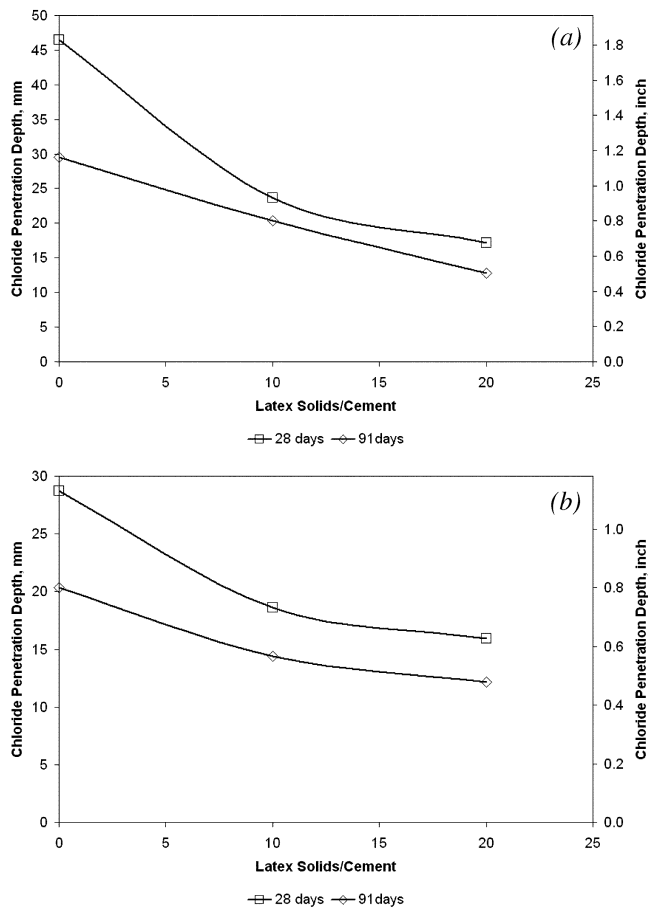 (a)
50
45
40
35
30
25
20
15
10
5
0
Chloride Penetration Depth, mm
1.8
1.6
1.4
1.2
1.0
0.8
0.6
0.4
0.2
0.0
Chloride Penetration Depth, inch
0 5 10 15 20 25
Latex Solids/Cement
28 days 91days
(b)
30
25
20
15
10
5
0
Chloride Penetration Depth, mm
1.0
0.8
0.6
0.4
0.2
0.0
Chloride Penetration Depth, inch
0 5 10 15 20 25
Latex Solids/Cement
28 days 91days